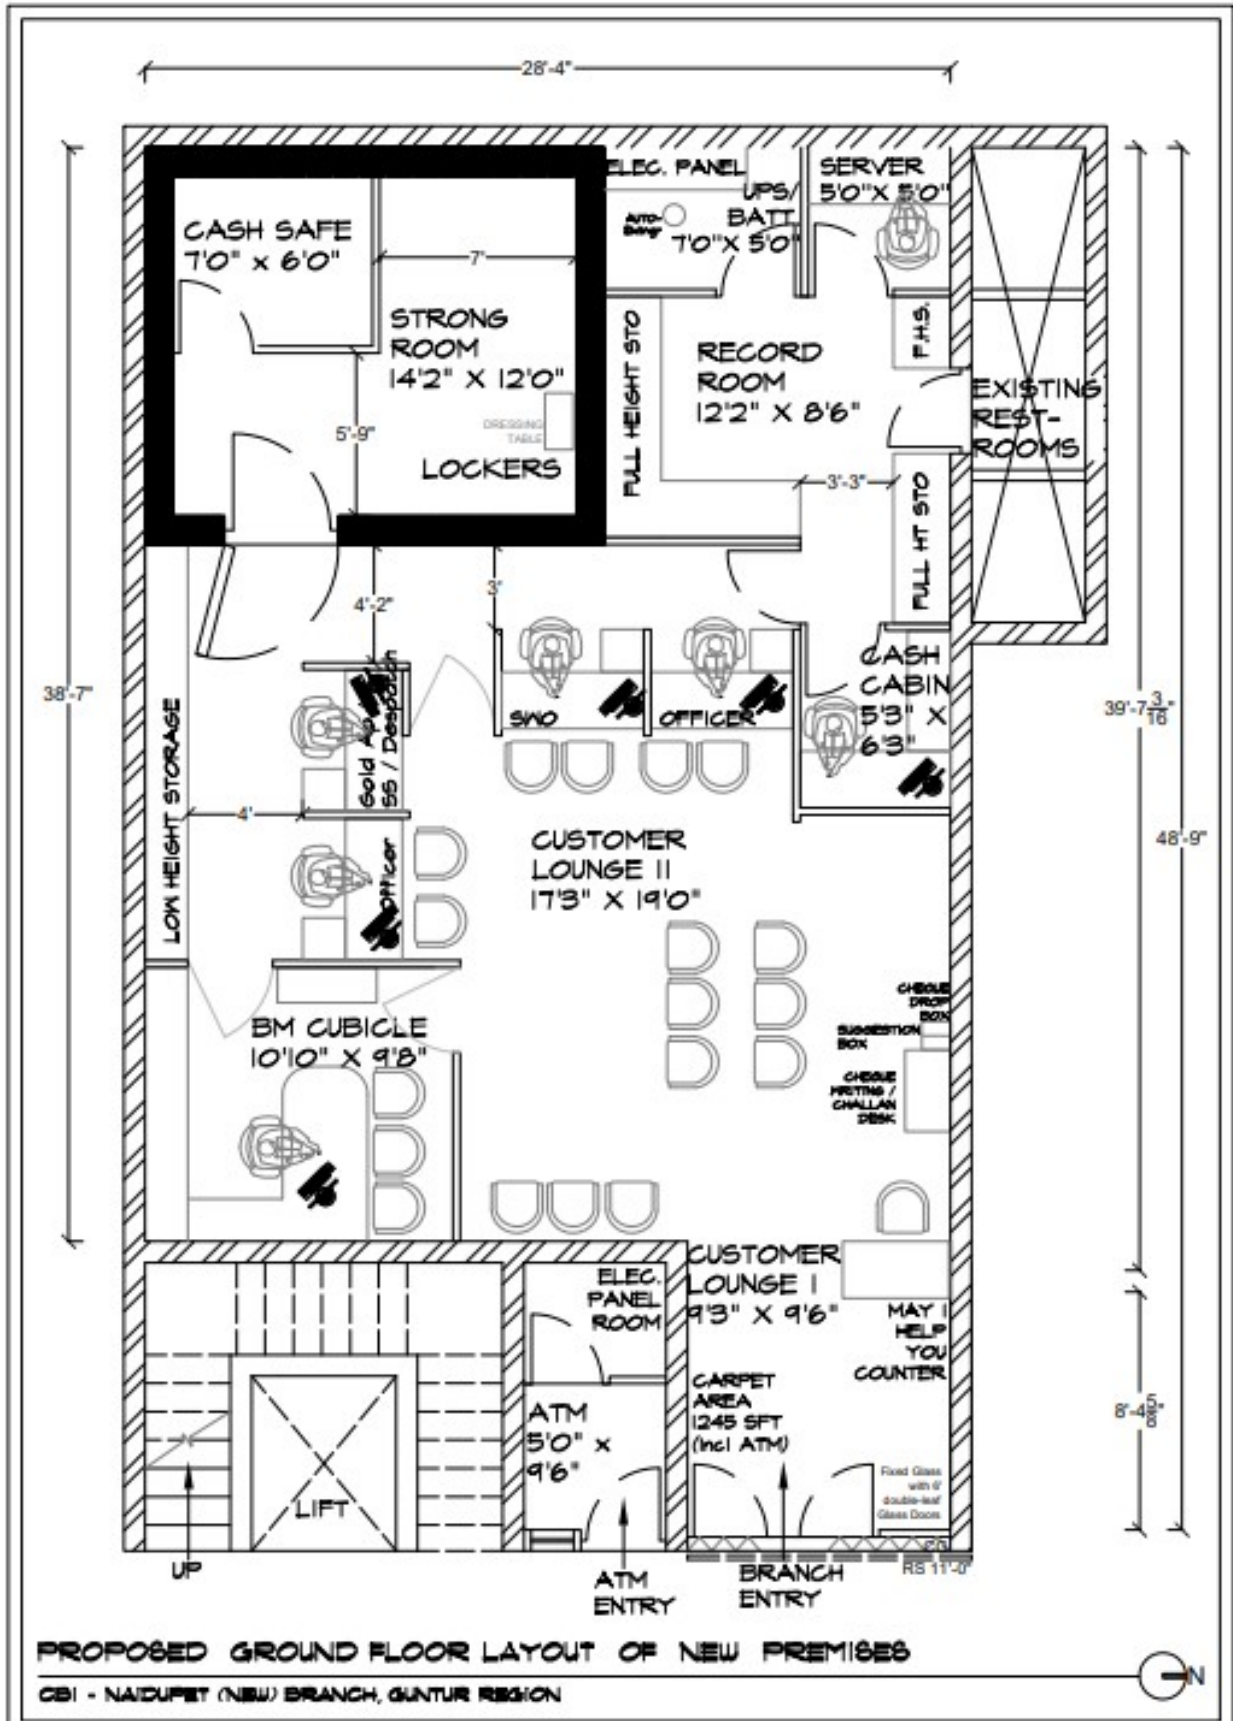 28'-4"
ELEC. PANEL
UPS/
BATT.
7'0"X 5'0"
SERVER
5'0"X 5'0"
CASH SAFE
7'0" X 6'0"
7'
STRONG
ROOM
14'2" X 12'0"
DRESSING
TABLE
LOCKERS
5'-9"
FULL HEIGHT STO
RECORD
ROOM
12'2" X 8'6"
F.H.S.
EXISTING
REST-
ROOMS
3'-3"
FULL HT STO
4'-2"
3'
38'-7"
39'-7 3/16"
48'-9"
LOW HEIGHT STORAGE
4'
Gold Ap
SS / Despatch
Officer
SWO
OFFICER
CASH
CABIN
5'3" X
6'3"
CUSTOMER
LOUNGE II
17'3" X 19'0"
CHEQUE
DROP
BOX
SUGGESTION
BOX
CHEQUE
WRITING /
CHALLAN
DESK
BM CUBICLE
10'10" X 9'8"
CUSTOMER
LOUNGE I
9'3" X 9'6"
MAY I
HELP
YOU
COUNTER
ELEC.
PANEL
ROOM
CARPET
AREA
1245 SFT
(Incl ATM)
ATM
5'0" X
9'6"
Fixed Glass
with 6'
double-leaf
Glass Doors
LIFT
UP
ATM
ENTRY
BRANCH
ENTRY
RS 11'-0"
PROPOSED GROUND FLOOR LAYOUT OF NEW PREMISES
CBI - NAIDUPET (NEW) BRANCH, GUNTUR REGION
N